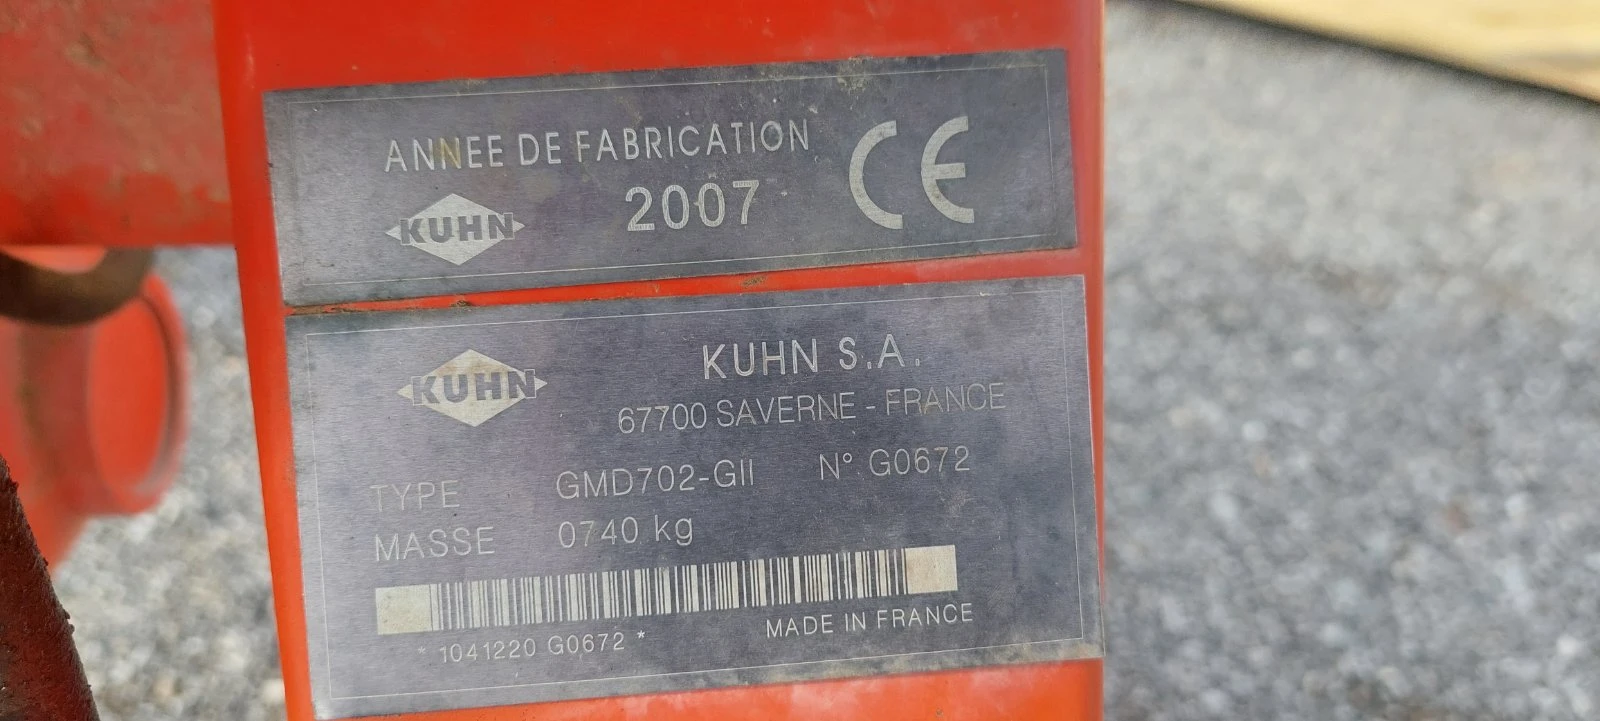 ANNEE DE FABRICATION
KUHN
2007
CE
KUHN
KUHN S.A.
67700 SAVERNE - FRANCE
TYPE GMD702-GII N° G0672
MASSE 0740 kg
* 1041220 G0672 *
MADE IN FRANCE